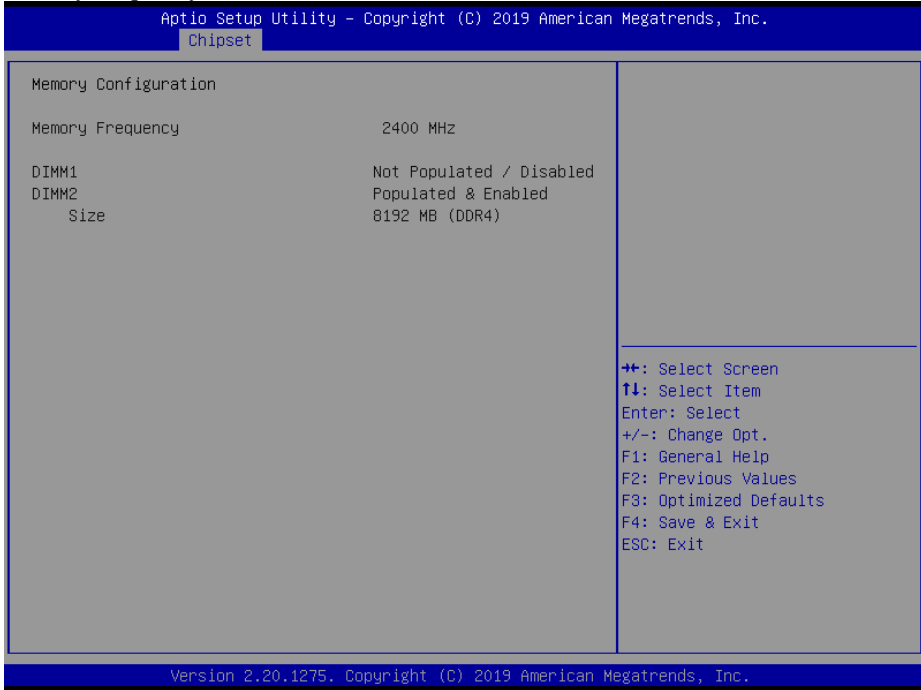 Aptio Setup Utility – Copyright (C) 2019 American Megatrends, Inc.
Chipset
Memory Configuration
Memory Frequency 2400 MHz
DIMM1 Not Populated / Disabled
DIMM2 Populated & Enabled
Size 8192 MB (DDR4)
→←: Select Screen
↑↓: Select Item
Enter: Select
+/-: Change Opt.
F1: General Help
F2: Previous Values
F3: Optimized Defaults
F4: Save & Exit
ESC: Exit
Version 2.20.1275. Copyright (C) 2019 American Megatrends, Inc.